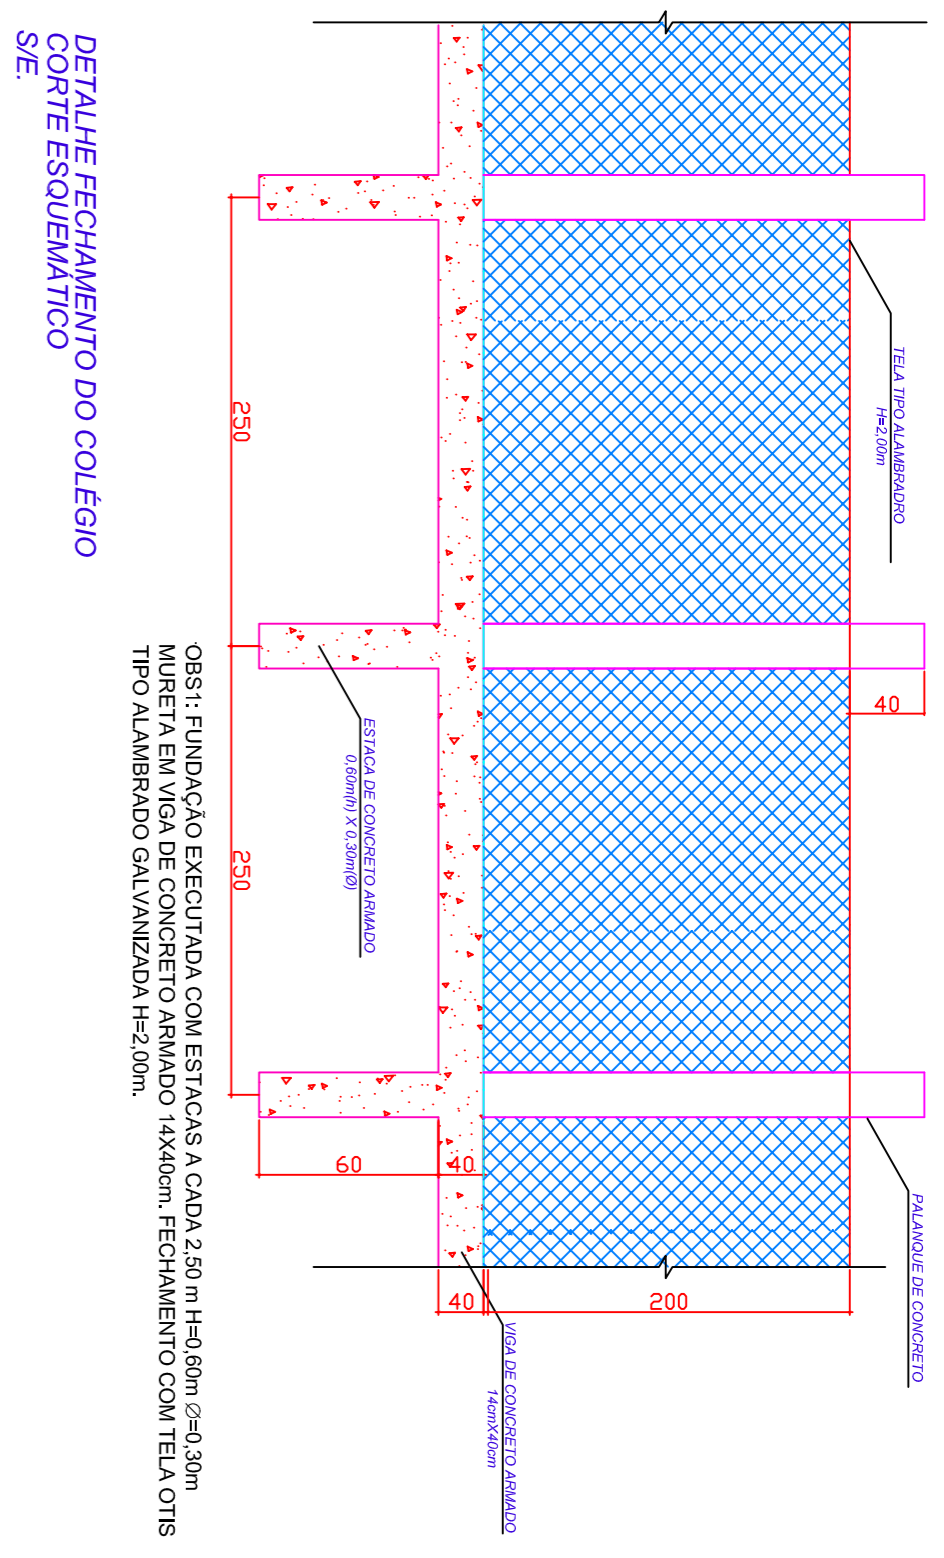 TELA TIPO ALAMBRADRO
H=2,00m
PALANQUE DE CONCRETO
40
200
40
VIGA DE CONCRETO ARMADO
14cmX40cm
40
60
ESTACA DE CONCRETO ARMADO
0,60m(h) X 0,30m(Ø)
250
250
OBS1: FUNDAÇÃO EXECUTADA COM ESTACAS A CADA 2,50 m H=0,60m Ø=0,30m
MURETA EM VIGA DE CONCRETO ARMADO 14X40cm. FECHAMENTO COM TELA OTIS
TIPO ALAMBRADO GALVANIZADA H=2,00m.
DETALHE FECHAMENTO DO COLÉGIO
CORTE ESQUEMÁTICO
S/E.